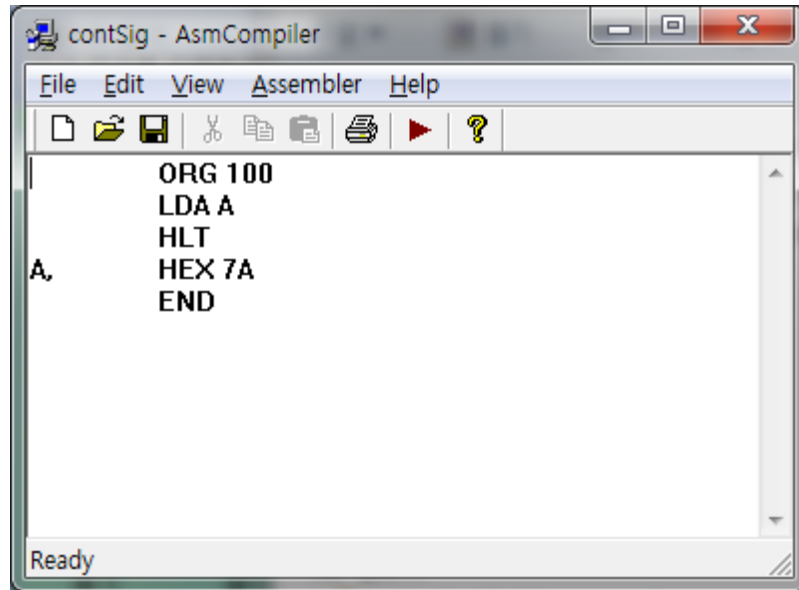 contSig - AsmCompiler
File Edit View Assembler Help
ORG 100
LDA A
HLT
A, HEX 7A
END
Ready